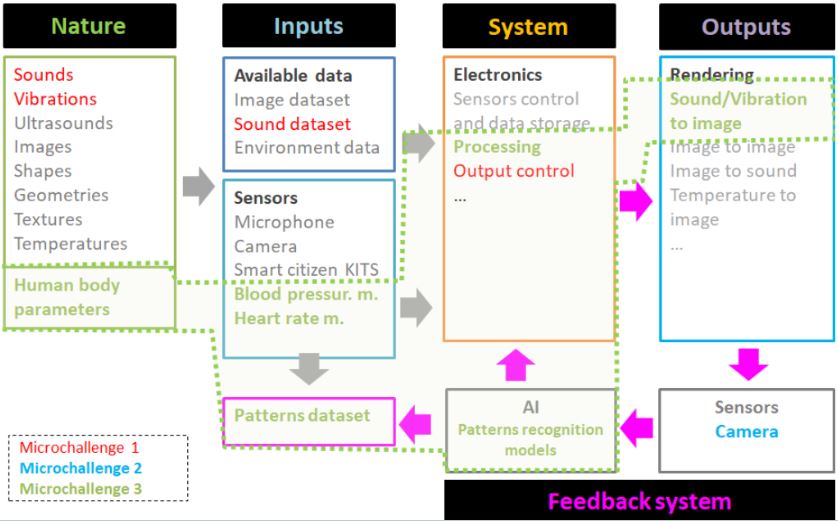 Nature
Inputs
System
Outputs
Sounds
Vibrations
Ultrasounds
Images
Shapes
Geometries
Textures
Temperatures
Human body
parameters
Available data
Image dataset
Sound dataset
Environment data
Sensors
Microphone
Camera
Smart citizen KITS
Blood pressur. m.
Heart rate m.
Patterns dataset
Electronics
Sensors control
and data storage
Processing
Output control
...
AI
Patterns recognition
models
Rendering
Sound/Vibration
to image
Image to image
Image to sound
Temperature to
image
...
Sensors
Camera
Microchallenge 1
Microchallenge 2
Microchallenge 3
Feedback system